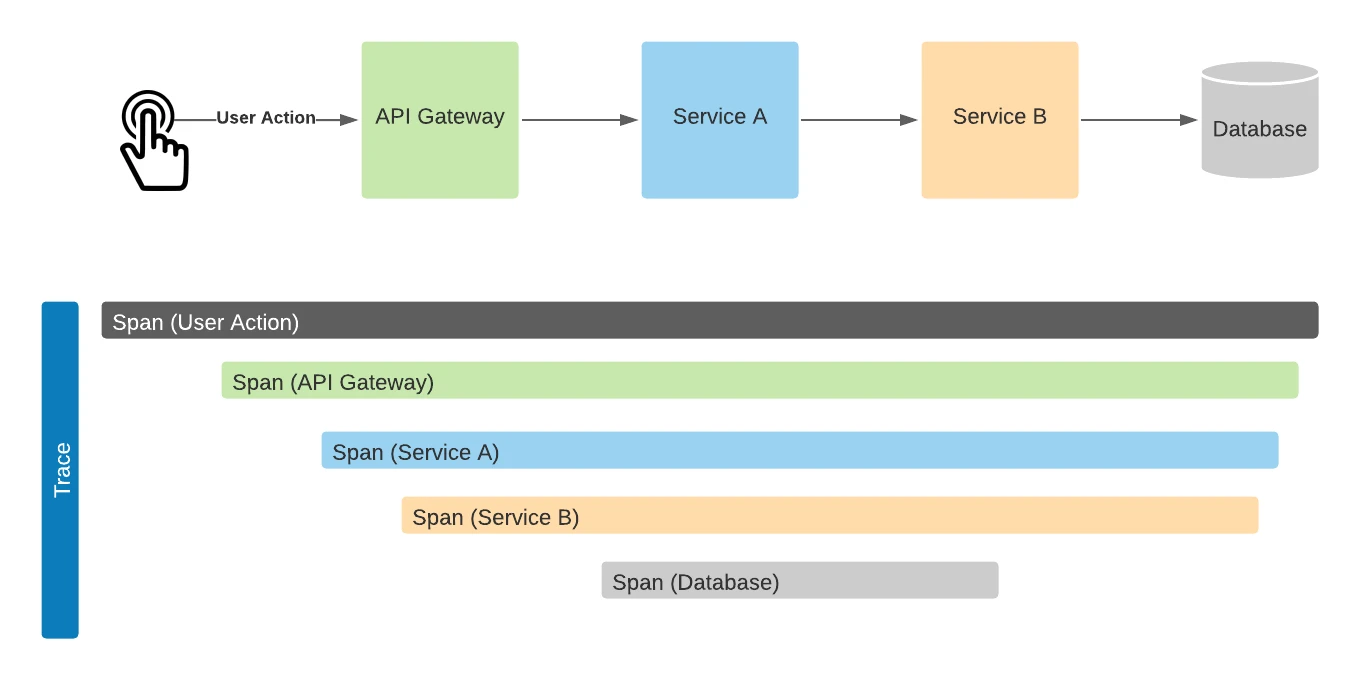 User Action
API Gateway
Service A
Service B
Database
Trace
Span (User Action)
Span (API Gateway)
Span (Service A)
Span (Service B)
Span (Database)